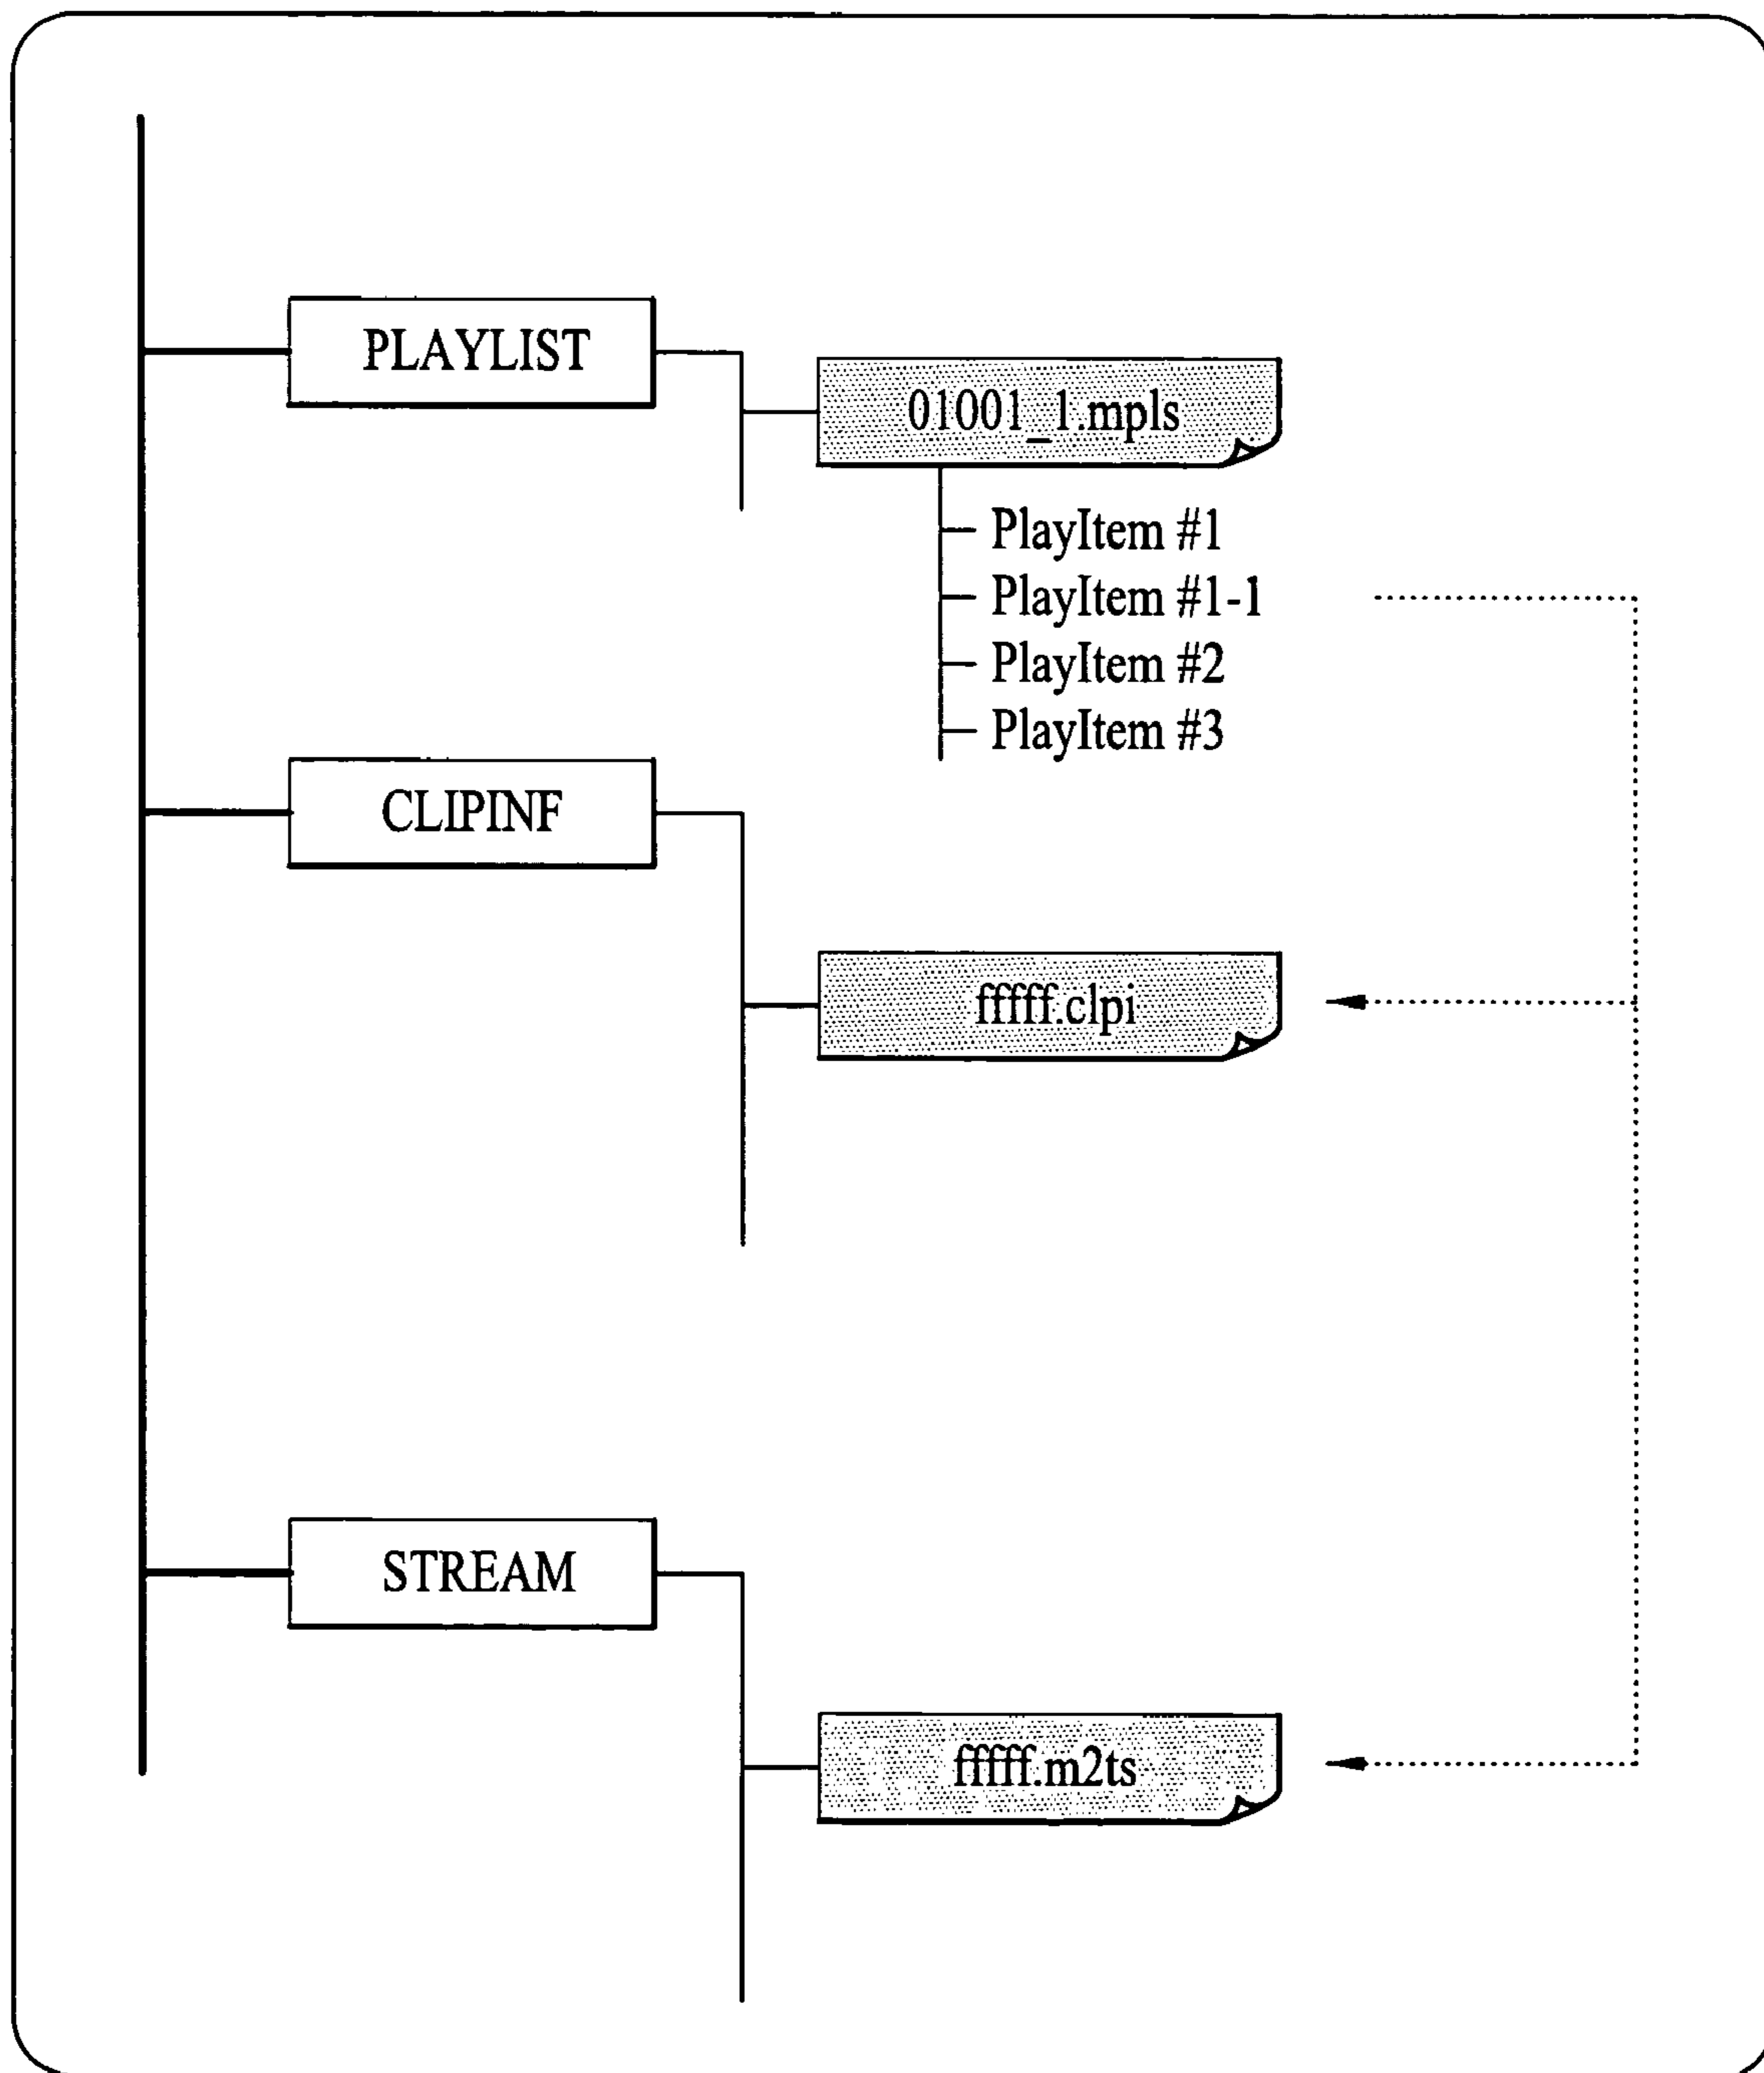 PLAYLIST
01001_1.mpls
PlayItem #1
PlayItem #1-1
PlayItem #2
PlayItem #3
CLIPINF
fffff.clpi
STREAM
fffff.m2ts